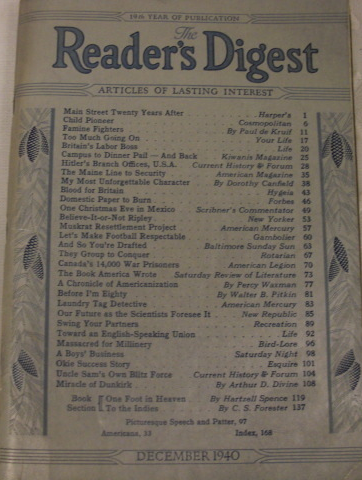 19th YEAR OF PUBLICATION
The
Reader's Digest
ARTICLES OF LASTING INTEREST
Main Street Twenty Years After . . . Harper's 1
Child Pioneer . . . Cosmopolitan 6
Famine Fighters . . . By Paul de Kruif 11
Too Much Going On . . . Your Life 17
Britain's Labor Boss . . . Life 20
Campus to Dinner Pail — And Back . . . Kiwanis Magazine 25
Hitler's Branch Offices, U.S.A. . . . Current History & Forum 28
The Maine Line to Security . . . American Magazine 35
My Most Unforgettable Character . . . By Dorothy Canfield 38
Blood for Britain . . . Hygeia 43
Domestic Paper to Burn . . . Forbes 46
One Christmas Eve in Mexico . . . Scribner's Commentator 49
Believe-It-or-Not Ripley . . . New Yorker 53
Muskrat Resettlement Project . . . American Mercury 57
Let's Make Football Respectable . . . Gambolier 60
And So You're Drafted . . . Baltimore Sunday Sun 63
They Group to Conquer . . . Rotarian 67
Canada's 14,000 War Prisoners . . . American Legion 70
The Book America Wrote . . . Saturday Review of Literature 73
A Chronicle of Americanization . . . By Percy Waxman 77
Before I'm Eighty . . . By Walter B. Pitkin 81
Laundry Tag Detective . . . American Mercury 83
Our Future as the Scientists Foresee It . . . New Republic 85
Swing Your Partners . . . Recreation 89
Toward an English-Speaking Union . . . Life 92
Massacred for Millinery . . . Bird-Lore 96
A Boys' Business . . . Saturday Night 98
Okie Success Story . . . Esquire 101
Uncle Sam's Own Blitz Force . . . Current History & Forum 104
Miracle of Dunkirk . . . By Arthur D. Divine 108
Book { One Foot in Heaven . . . By Hartzell Spence 119
Section { To the Indies . . . By C. S. Forester 137
Picturesque Speech and Patter, 97
Americana, 33 Index, 168
DECEMBER 1940